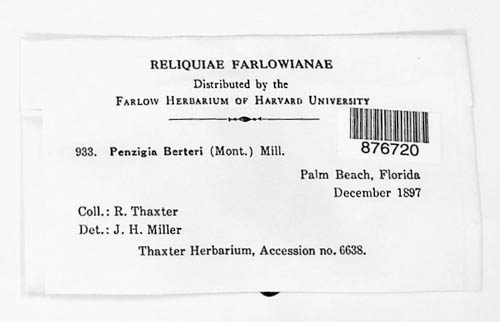 RELIQUIAE FARLOWIANAE
Distributed by the
FARLOW HERBARIUM OF HARVARD UNIVERSITY
876720
933. Penzigia Berteri (Mont.) Mill.
Palm Beach, Florida
December 1897
Coll.: R. Thaxter
Det.: J. H. Miller
Thaxter Herbarium, Accession no. 6638.